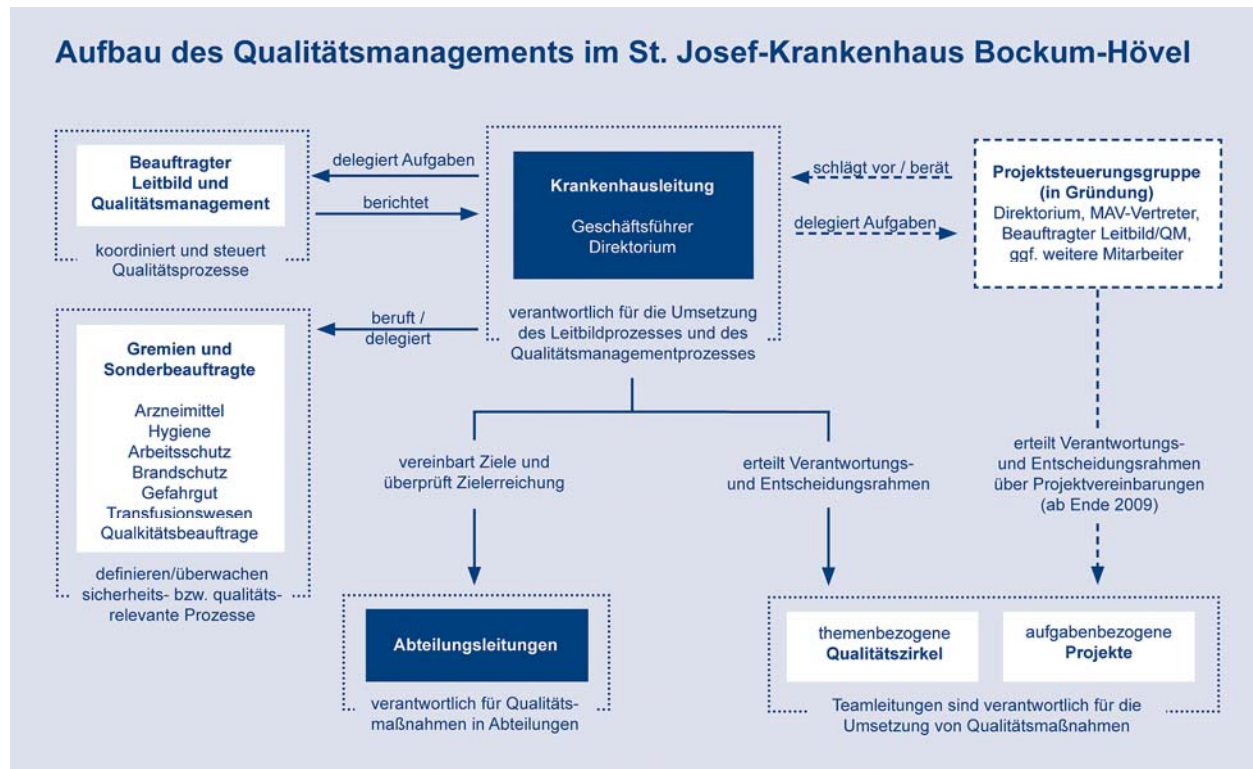 Aufbau des Qualitätsmanagements im St. Josef-Krankenhaus Bockum-Hövel
Beauftragter
Leitbild und
Qualitätsmanagement
koordiniert und steuert
Qualitätsprozesse
delegiert Aufgaben
berichtet
Krankenhausleitung
Geschäftsführer
Direktorium
verantwortlich für die Umsetzung
des Leitbildprozesses und des
Qualitätsmanagementprozesses
schlägt vor / berät
delegiert Aufgaben
Projektsteuerungsgruppe
(in Gründung)
Direktorium, MAV-Vertreter,
Beauftragter Leitbild/QM,
ggf. weitere Mitarbeiter
beruft /
delegiert
Gremien und
Sonderbeauftragte
Arzneimittel
Hygiene
Arbeitsschutz
Brandschutz
Gefahrgut
Transfusionswesen
Qualkitätsbeauftrage
definieren/überwachen
sicherheits- bzw. qualitäts-
relevante Prozesse
vereinbart Ziele und
überprüft Zielerreichung
erteilt Verantwortungs-
und Entscheidungsrahmen
erteilt Verantwortungs-
und Entscheidungsrahmen
über Projektvereinbarungen
(ab Ende 2009)
Abteilungsleitungen
verantwortlich für Qualitäts-
maßnahmen in Abteilungen
themenbezogene
Qualitätszirkel
aufgabenbezogene
Projekte
Teamleitungen sind verantwortlich für die
Umsetzung von Qualitätsmaßnahmen